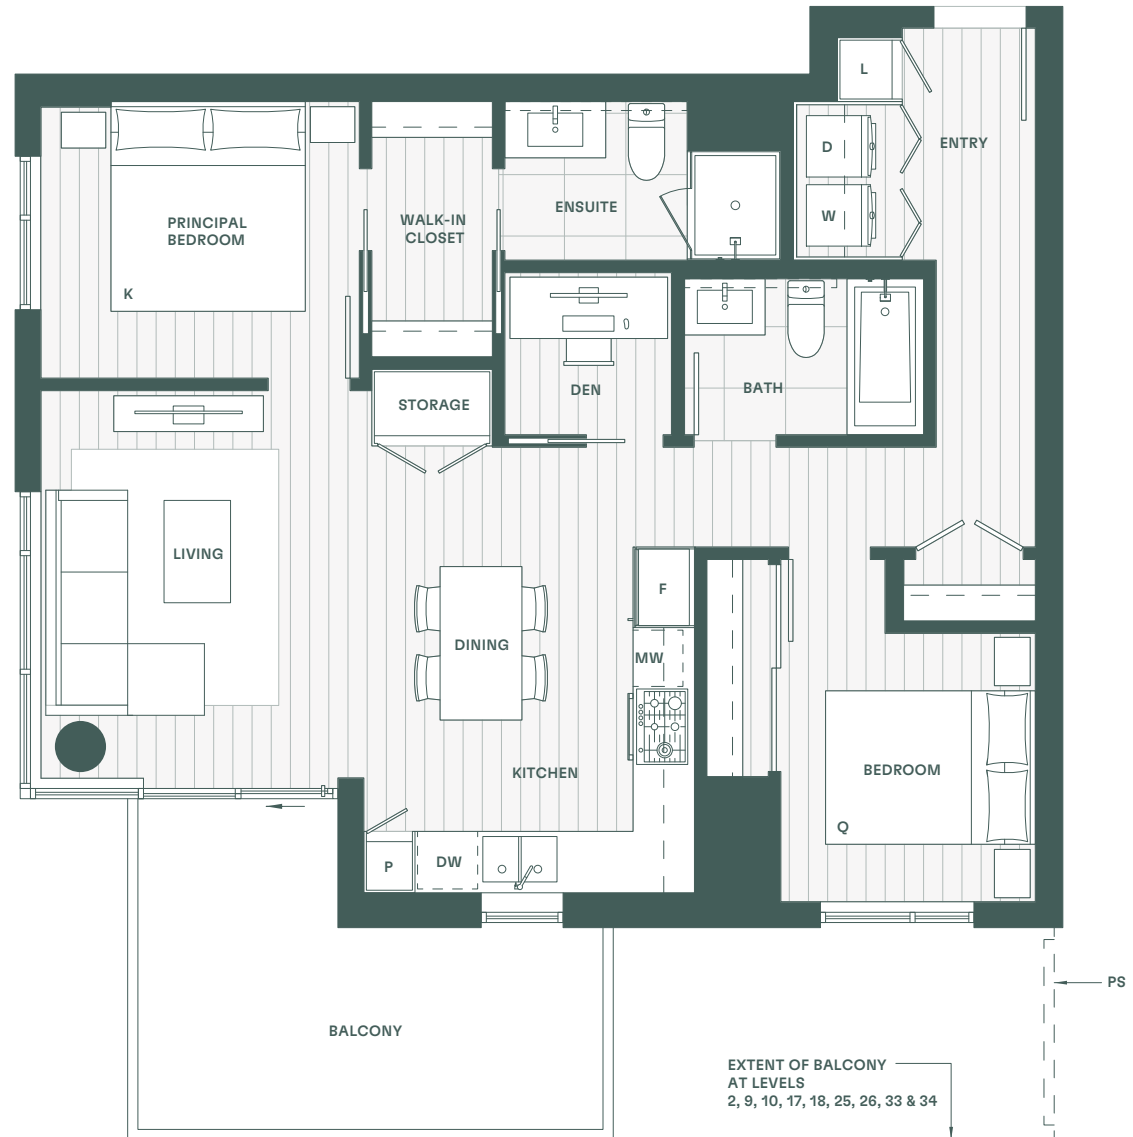 L
ENTRY
D
W
PRINCIPAL
BEDROOM
K
WALK-IN
CLOSET
ENSUITE
STORAGE
DEN
BATH
LIVING
DINING
F
MW
KITCHEN
BEDROOM
Q
P
DW
BALCONY
PS
EXTENT OF BALCONY
AT LEVELS
2, 9, 10, 17, 18, 25, 26, 33 & 34